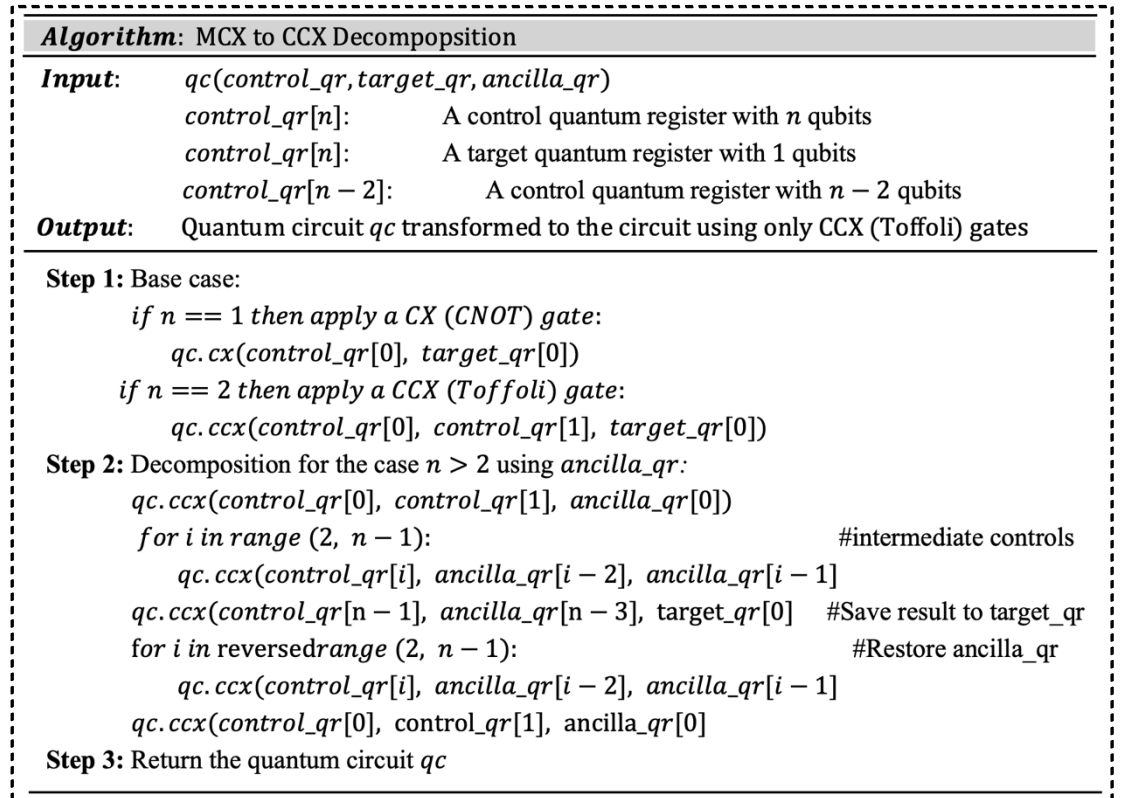 Algorithm: MCX to CCX Decompopsition
Input: qc(control_qr, target_qr, ancilla_qr)
control_qr[n]: A control quantum register with n qubits
control_qr[n]: A target quantum register with 1 qubits
control_qr[n − 2]: A control quantum register with n − 2 qubits
Output: Quantum circuit qc transformed to the circuit using only CCX (Toffoli) gates
Step 1: Base case:
if n == 1 then apply a CX (CNOT) gate:
qc. cx(control_qr[0], target_qr[0])
if n == 2 then apply a CCX (Toffoli) gate:
qc. ccx(control_qr[0], control_qr[1], target_qr[0])
Step 2: Decomposition for the case n > 2 using ancilla_qr:
qc.ccx(control_qr[0], control_qr[1], ancilla_qr[0])
for i in range (2, n − 1): #intermediate controls
qc. ccx(control_qr[i], ancilla_qr[i − 2], ancilla_qr[i − 1]
qc. ccx(control_qr[n − 1], ancilla_qr[n − 3], target_qr[0] #Save result to target_qr
for i in reversedrange (2, n − 1): #Restore ancilla_qr
qc. ccx(control_qr[i], ancilla_qr[i − 2], ancilla_qr[i − 1]
qc. ccx(control_qr[0], control_qr[1], ancilla_qr[0]
Step 3: Return the quantum circuit qc